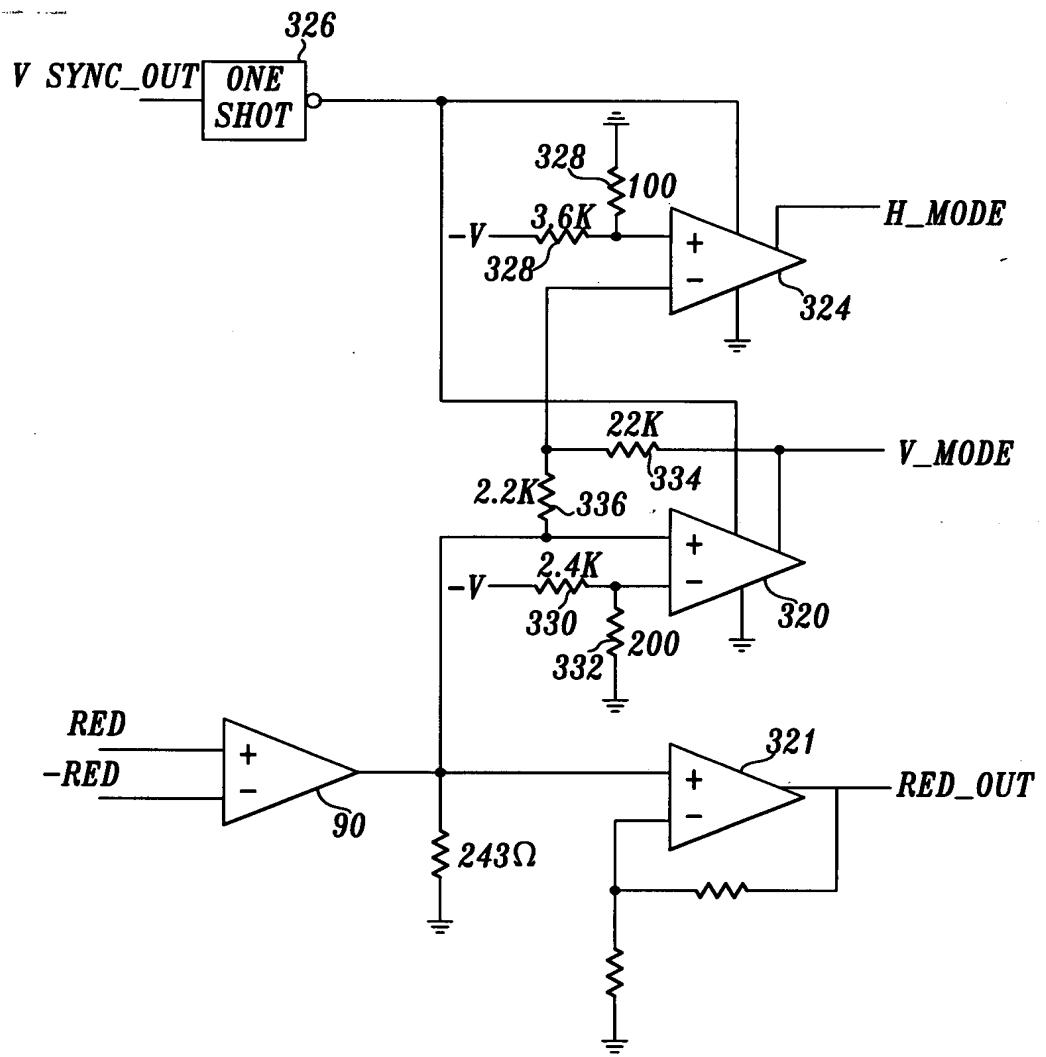 326
V SYNC_OUT
ONE
SHOT
328
100
3.6K
-V
328
+
-
H_MODE
324
22K
334
V_MODE
2.2K
336
2.4K
-V
330
+
-
320
332
200
RED
-RED
+
-
90
321
+
-
RED_OUT
243Ω